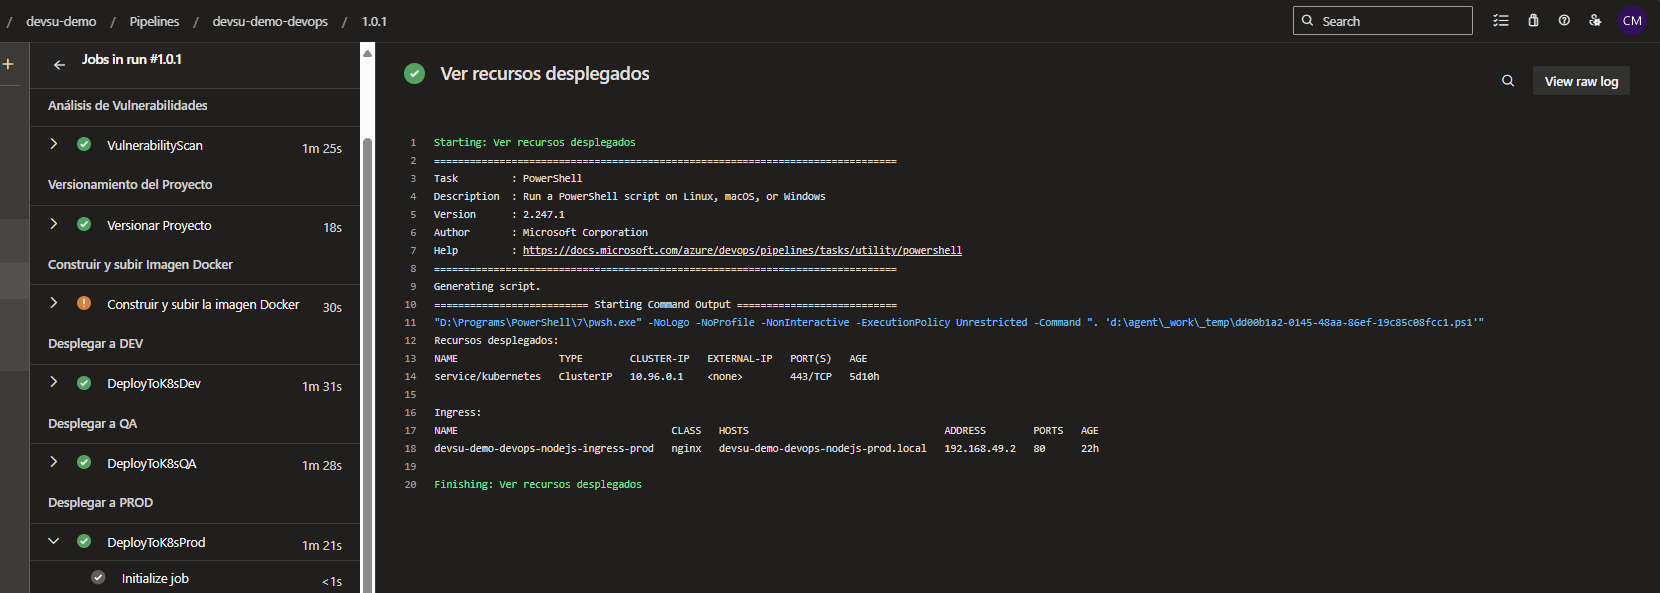 / devsu-demo / Pipelines / devsu-demo-devops / 1.0.1
Search
CM
Jobs in run #1.0.1
Análisis de Vulnerabilidades
VulnerabilityScan 1m 25s
Versionamiento del Proyecto
Versionar Proyecto 18s
Construir y subir Imagen Docker
Construir y subir la imagen Docker 30s
Desplegar a DEV
DeployToK8sDev 1m 31s
Desplegar a QA
DeployToK8sQA 1m 28s
Desplegar a PROD
DeployToK8sProd 1m 21s
Initialize job <1s
Ver recursos desplegados
View raw log
1 Starting: Ver recursos desplegados
2 ==============================================================================
3 Task : PowerShell
4 Description : Run a PowerShell script on Linux, macOS, or Windows
5 Version : 2.247.1
6 Author : Microsoft Corporation
7 Help : https://docs.microsoft.com/azure/devops/pipelines/tasks/utility/powershell
8 ==============================================================================
9 Generating script.
10 ========================== Starting Command Output ===========================
11 "D:\Programs\PowerShell\7\pwsh.exe" -NoLogo -NoProfile -NonInteractive -ExecutionPolicy Unrestricted -Command ". 'd:\agent\_work\_temp\dd00b1a2-0145-48aa-86ef-19c85c08fcc1.ps1'"
12 Recursos desplegados:
13 NAME TYPE CLUSTER-IP EXTERNAL-IP PORT(S) AGE
14 service/kubernetes ClusterIP 10.96.0.1 <none> 443/TCP 5d10h
15
16 Ingress:
17 NAME CLASS HOSTS ADDRESS PORTS AGE
18 devsu-demo-devops-nodejs-ingress-prod nginx devsu-demo-devops-nodejs-prod.local 192.168.49.2 80 22h
19
20 Finishing: Ver recursos desplegados